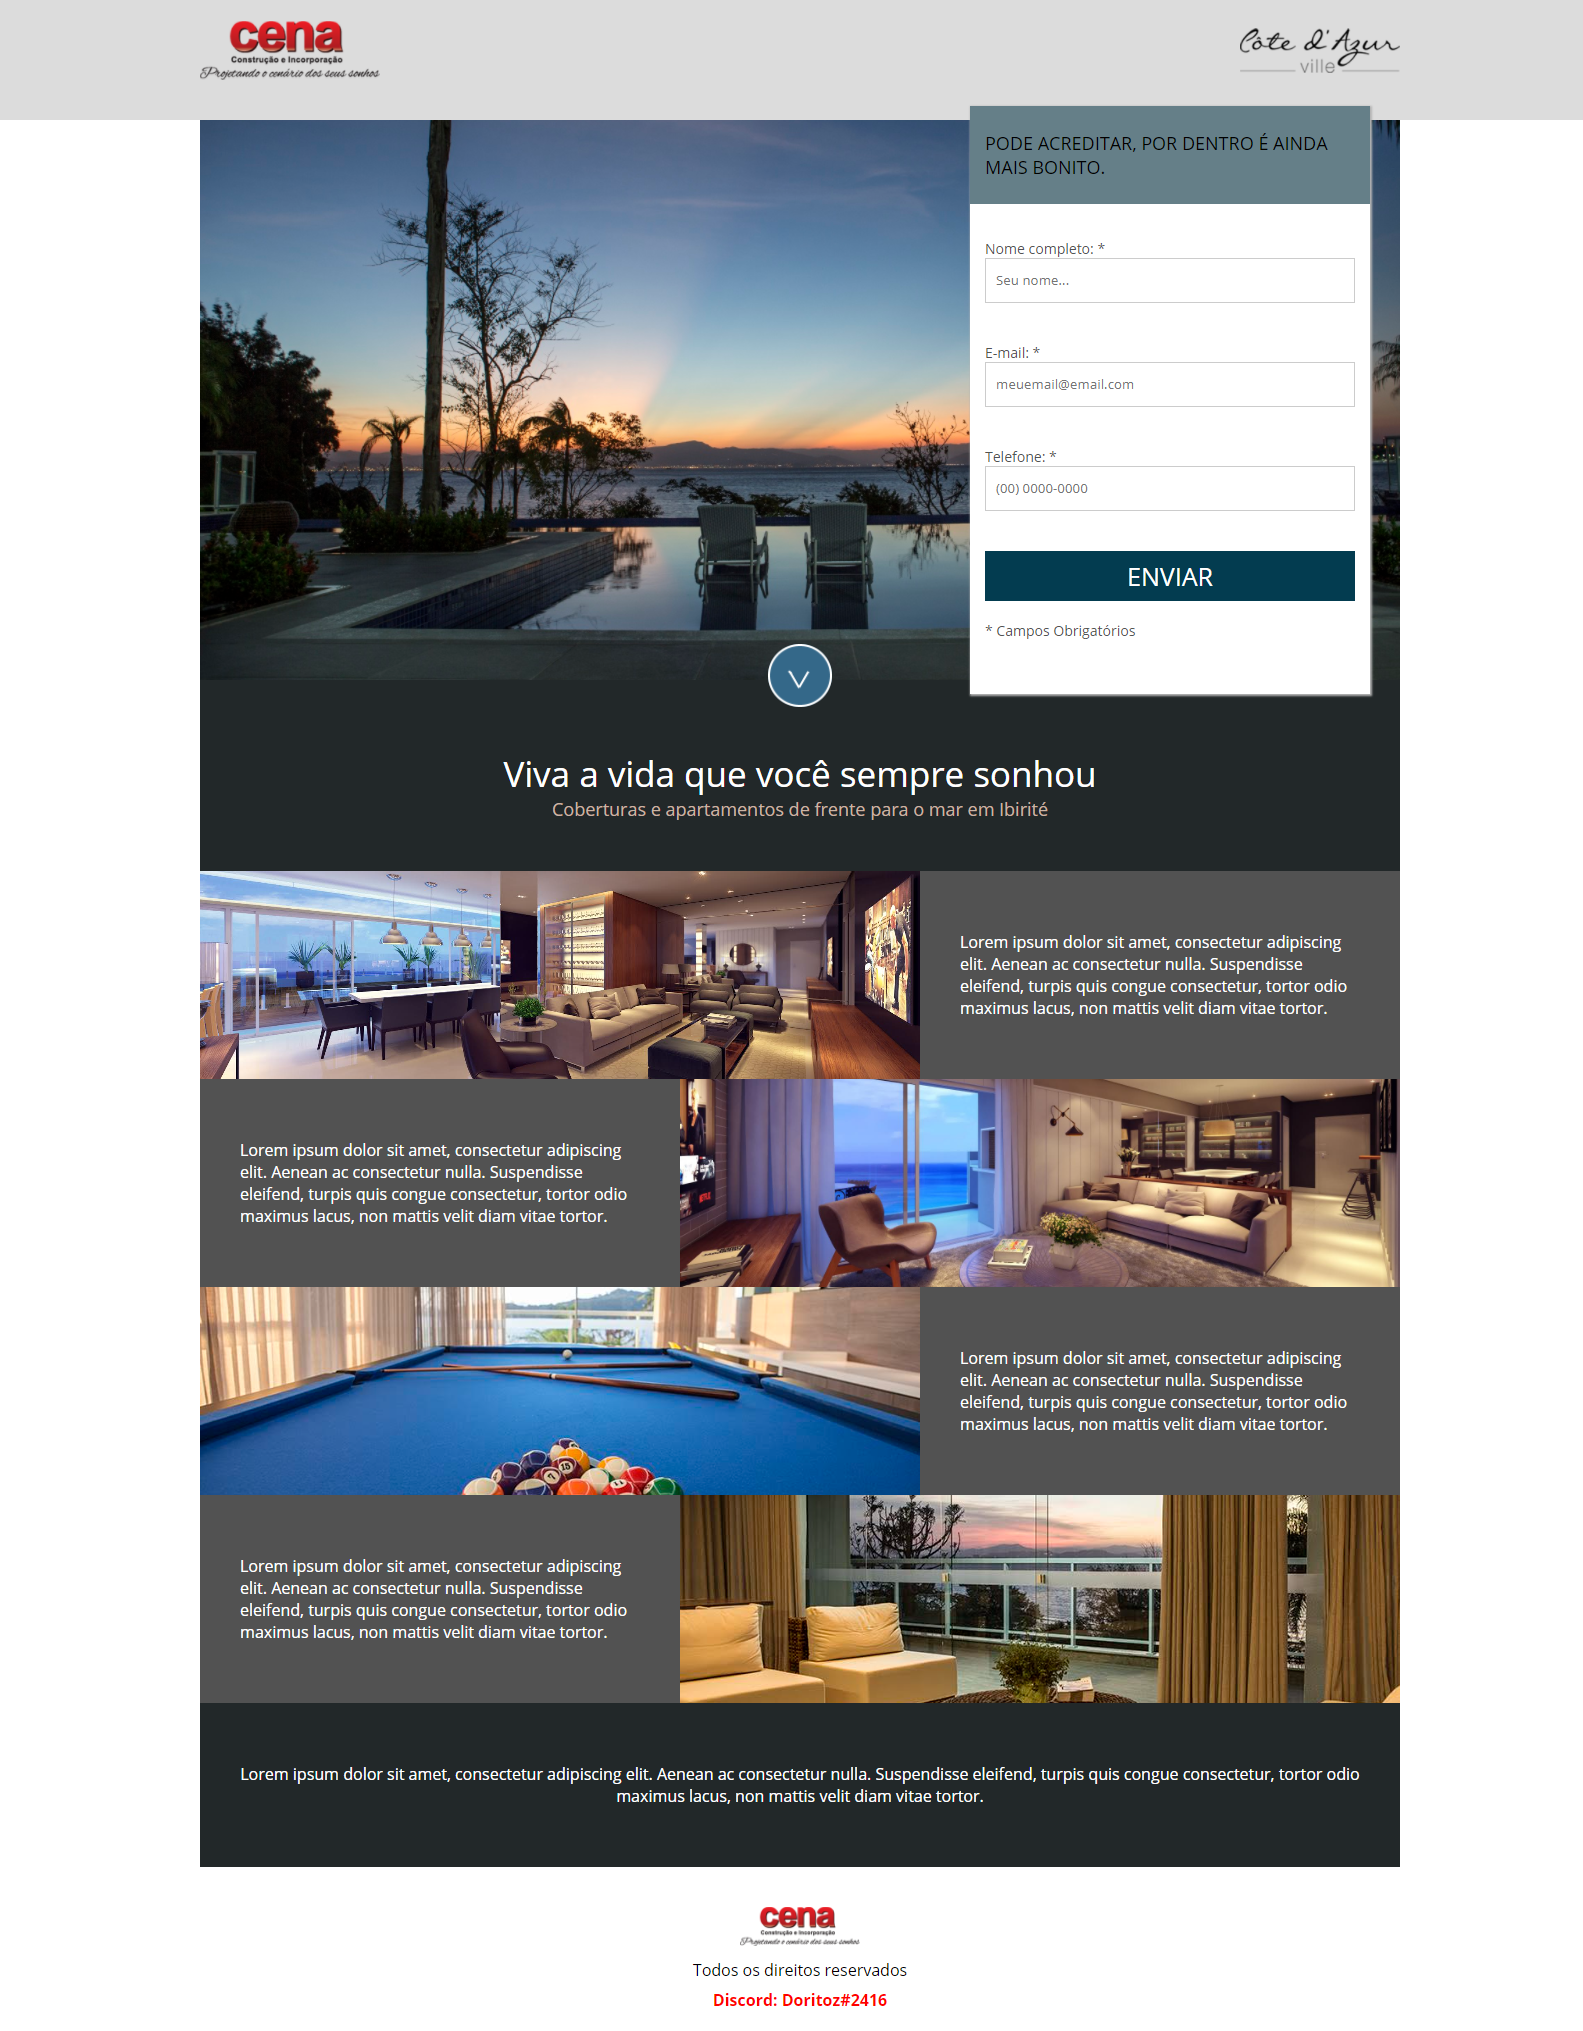 cena
Construção e Incorporação
Projetando o cenário dos seus sonhos
Côte d'Azur
ville
PODE ACREDITAR, POR DENTRO É AINDA
MAIS BONITO.
Nome completo: *
Seu nome...
E-mail: *
meuemail@email.com
Telefone: *
(00) 0000-0000
ENVIAR
* Campos Obrigatórios
Viva a vida que você sempre sonhou
Coberturas e apartamentos de frente para o mar em Ibirité
Lorem ipsum dolor sit amet, consectetur adipiscing
elit. Aenean ac consectetur nulla. Suspendisse
eleifend, turpis quis congue consectetur, tortor odio
maximus lacus, non mattis velit diam vitae tortor.
Lorem ipsum dolor sit amet, consectetur adipiscing
elit. Aenean ac consectetur nulla. Suspendisse
eleifend, turpis quis congue consectetur, tortor odio
maximus lacus, non mattis velit diam vitae tortor.
NETFLIX
Lorem ipsum dolor sit amet, consectetur adipiscing
elit. Aenean ac consectetur nulla. Suspendisse
eleifend, turpis quis congue consectetur, tortor odio
maximus lacus, non mattis velit diam vitae tortor.
Lorem ipsum dolor sit amet, consectetur adipiscing
elit. Aenean ac consectetur nulla. Suspendisse
eleifend, turpis quis congue consectetur, tortor odio
maximus lacus, non mattis velit diam vitae tortor.
Lorem ipsum dolor sit amet, consectetur adipiscing elit. Aenean ac consectetur nulla. Suspendisse eleifend, turpis quis congue consectetur, tortor odio
maximus lacus, non mattis velit diam vitae tortor.
cena
Construção e Incorporação
Projetando o cenário dos seus sonhos
Todos os direitos reservados
Discord: Doritoz#2416